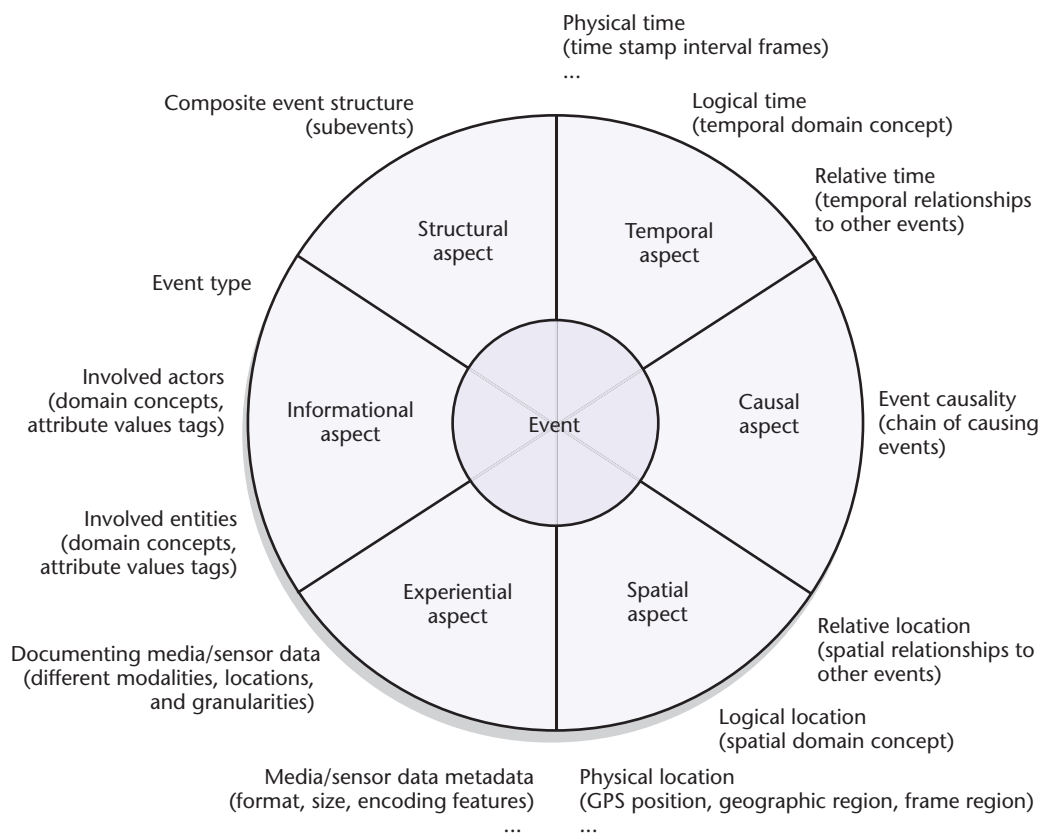 Physical time
(time stamp interval frames)
...
Composite event structure
(subevents)
Logical time
(temporal domain concept)
Relative time
(temporal relationships
to other events)
Structural
aspect
Temporal
aspect
Event type
Involved actors
(domain concepts,
attribute values tags)
Informational
aspect
Event
Causal
aspect
Event causality
(chain of causing
events)
Involved entities
(domain concepts,
attribute values tags)
Experiential
aspect
Spatial
aspect
Relative location
(spatial relationships to
other events)
Documenting media/sensor data
(different modalities, locations,
and granularities)
Logical location
(spatial domain concept)
Media/sensor data metadata
(format, size, encoding features)
...
Physical location
(GPS position, geographic region, frame region)
...